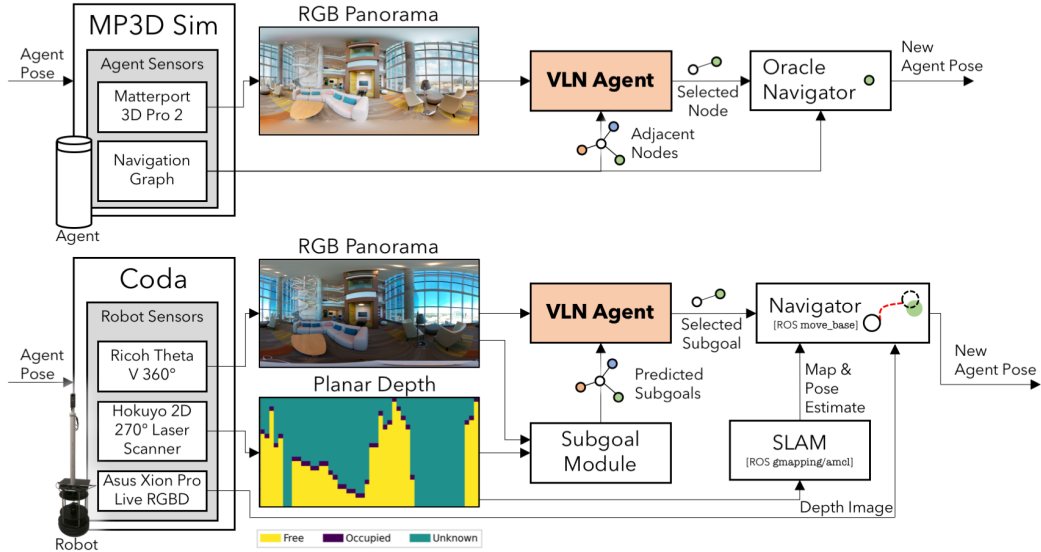 MP3D Sim
Agent
Pose
Agent Sensors
Matterport
3D Pro 2
Navigation
Graph
Agent
RGB Panorama
VLN Agent
Selected
Node
Adjacent
Nodes
Oracle
Navigator
New
Agent Pose
Coda
Agent
Pose
Robot Sensors
Ricoh Theta
V 360°
Hokuyo 2D
270° Laser
Scanner
Asus Xion Pro
Live RGBD
Robot
RGB Panorama
Planar Depth
Free
Occupied
Unknown
VLN Agent
Selected
Subgoal
Predicted
Subgoals
Subgoal
Module
Navigator
[ROS move_base]
Map &
Pose
Estimate
SLAM
[ROS gmapping/amcl]
Depth Image
New
Agent Pose